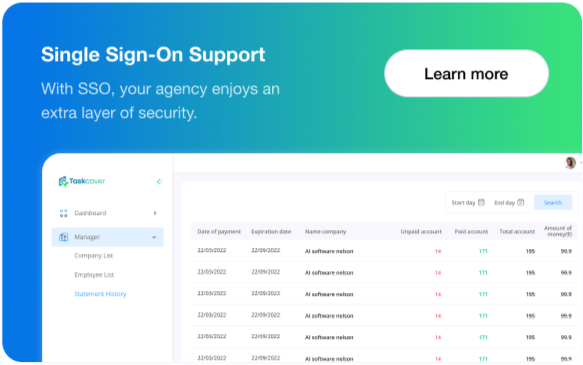 Single Sign-On Support
With SSO, your agency enjoys an
extra layer of security.
Learn more
Taskcover
Start day End day Search
Dashboard
Manager
Company List
Employee List
Statement History
Date of payment Expiration date Name company Unpaid account Paid account Total account Amount of money($)
22/03/2022 22/09/2022 AI software nelson 14 171 195 99.9
22/03/2022 22/09/2022 AI software nelson 14 171 195 99.9
22/03/2022 22/09/2022 AI software nelson 14 171 195 99.9
22/03/2022 22/09/2022 AI software nelson 14 171 195 99.9
22/03/2022 22/09/2022 AI software nelson 14 171 195 99.9
22/03/2022 22/09/2022 AI software nelson 14 171 195 99.9